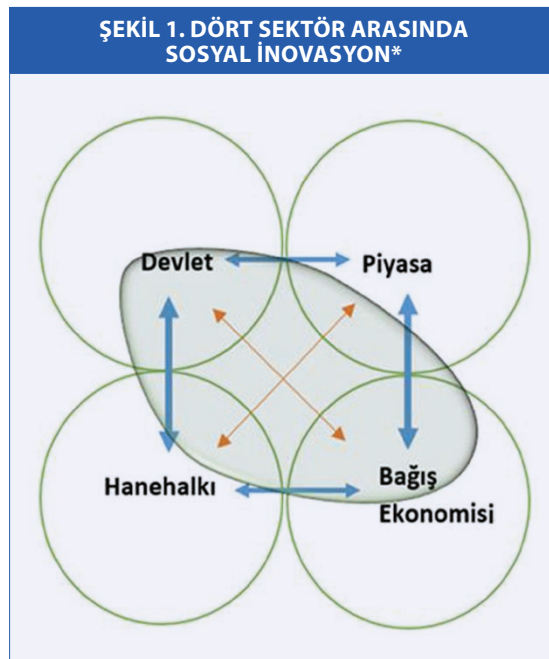 ŞEKİL 1. DÖRT SEKTÖR ARASINDA
SOSYAL İNOVASYON*
Devlet
Piyasa
Hanehalkı
Bağış
Ekonomisi